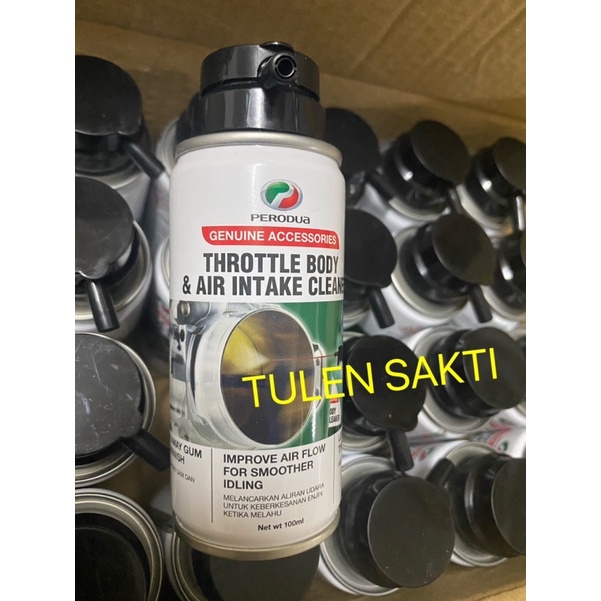 PERODUA
GENUINE ACCESSORIES
THROTTLE BODY
& AIR INTAKE
TULEN SAKTI
GUM
IMPROVE AIR FLOW
FOR SMOOTHER
IDLING
MELANCARKAN ALIRAN UDARA
UNTUK KEBERKESANAN ENJIN
KETIKA MELAHU
Net wt 100ml